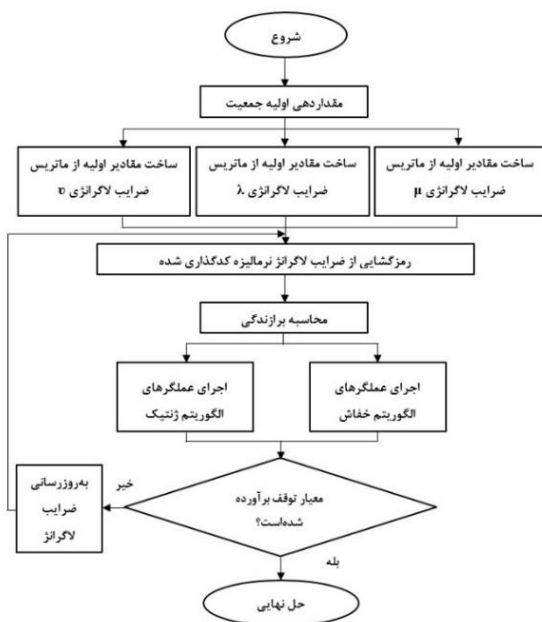 شروع
مقداردهی اولیه جمعیت
ساخت مقادیر اولیه از ماتریس
ضرایب لاگرانژی μ
ساخت مقادیر اولیه از ماتریس
ضرایب لاگرانژی λ
ساخت مقادیر اولیه از ماتریس
ضرایب لاگرانژی υ
رمزگشایی از ضرایب لاگرانژ نرمالیزه کدگذاری شده
محاسبه برازندگی
اجرای عملگرهای
الگوریتم خفاش
اجرای عملگرهای
الگوریتم ژنتیک
معیار توقف برآورده
شده‌است؟
خیر
به‌روزرسانی
ضرایب
لاگرانژ
بله
حل نهایی